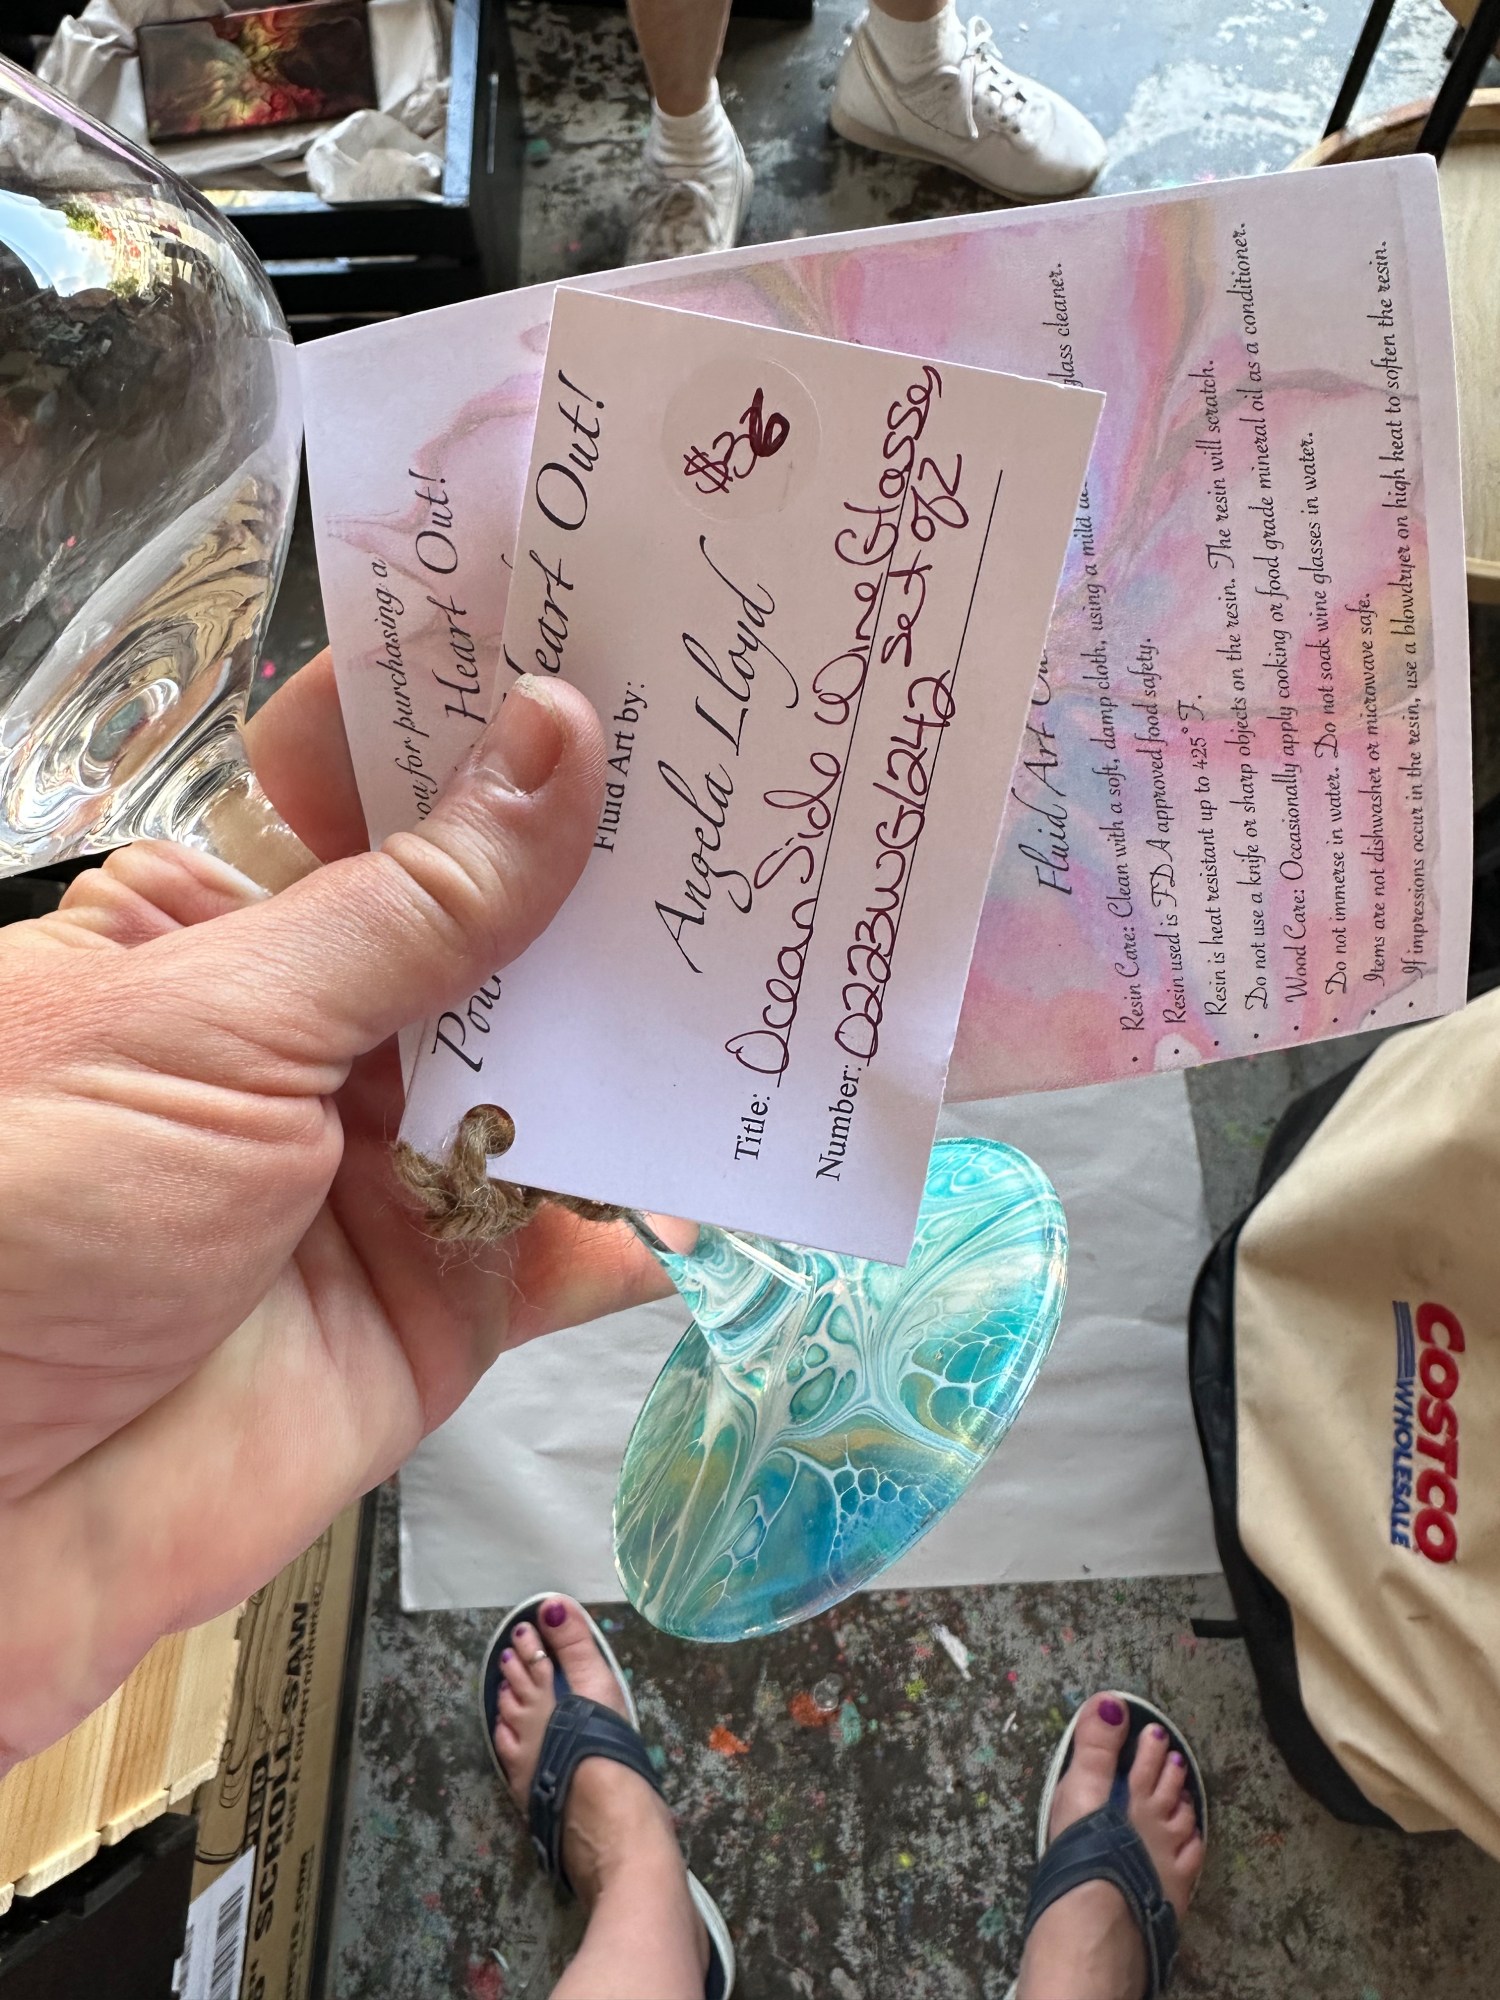 Pour
Heart Out!
$36
Fluid Art by:
Angela Lloyd
Title: Ocean Side Wine Glasses
Number: 0223WG1242 Set of 2
for purchasing a
Heart Out!
Fluid Art
• Resin Care: Clean with a soft, damp cloth, using a mild glass cleaner.
• Resin used is FDA approved food safety.
• Resin is heat resistant up to 425°F.
• Do not use a knife or sharp objects on the resin. The resin will scratch.
• Wood Care: Occasionally apply cooking or food grade mineral oil as a conditioner.
• Do not immerse in water. Do not soak wine glasses in water.
• Items are not dishwasher or microwave safe.
• If impressions occur in the resin, use a blowdryer on high heat to soften the resin.
COSTCO
WHOLESALE
SCROLL SAW